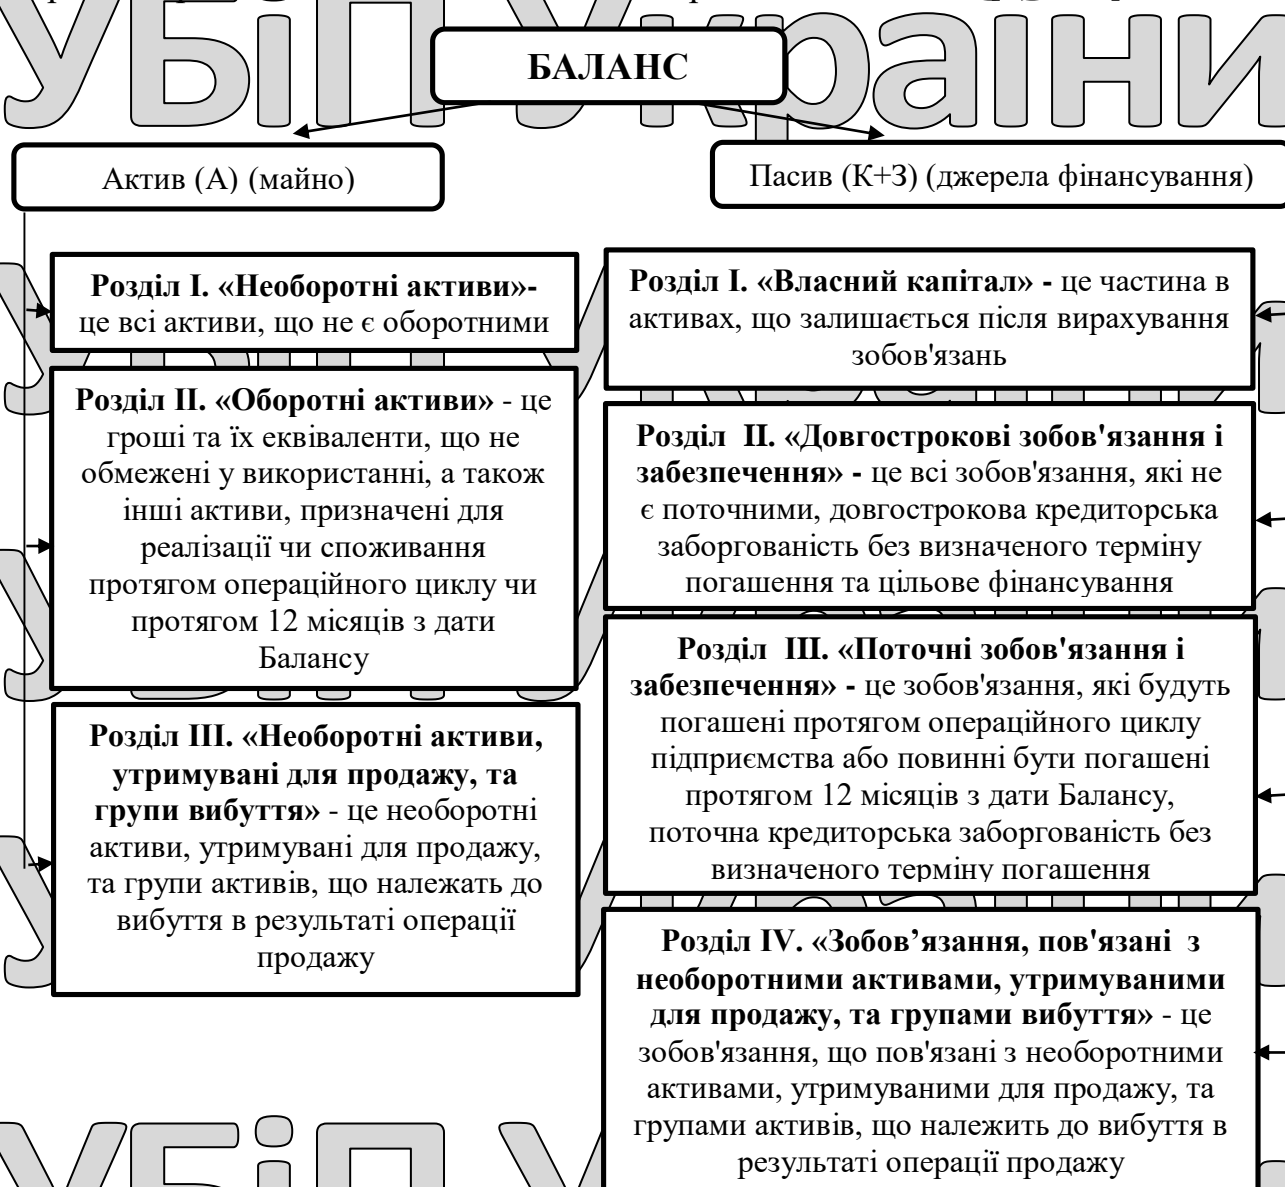 БАЛАНС
Актив (А) (майно)
Пасив (К+З) (джерела фінансування)
Розділ І. «Необоротні активи»-
це всі активи, що не є оборотними
Розділ ІІ. «Оборотні активи» - це
гроші та їх еквіваленти, що не
обмежені у використанні, а також
інші активи, призначені для
реалізації чи споживання
протягом операційного циклу чи
протягом 12 місяців з дати
Балансу
Розділ ІІІ. «Необоротні активи,
утримувані для продажу, та
групи вибуття» - це необоротні
активи, утримувані для продажу,
та групи активів, що належать до
вибуття в результаті операції
продажу
Розділ І. «Власний капітал» - це частина в
активах, що залишається після вирахування
зобов'язань
Розділ ІІ. «Довгострокові зобов'язання і
забезпечення» - це всі зобов'язання, які не
є поточними, довгострокова кредиторська
заборгованість без визначеного терміну
погашення та цільове фінансування
Розділ ІІІ. «Поточні зобов'язання і
забезпечення» - це зобов'язання, які будуть
погашені протягом операційного циклу
підприємства або повинні бути погашені
протягом 12 місяців з дати Балансу,
поточна кредиторська заборгованість без
визначеного терміну погашення
Розділ IV. «Зобов’язання, пов'язані з
необоротними активами, утримуваними
для продажу, та групами вибуття» - це
зобов'язання, що пов'язані з необоротними
активами, утримуваними для продажу, та
групами активів, що належить до вибуття в
результаті операції продажу
УБіП України